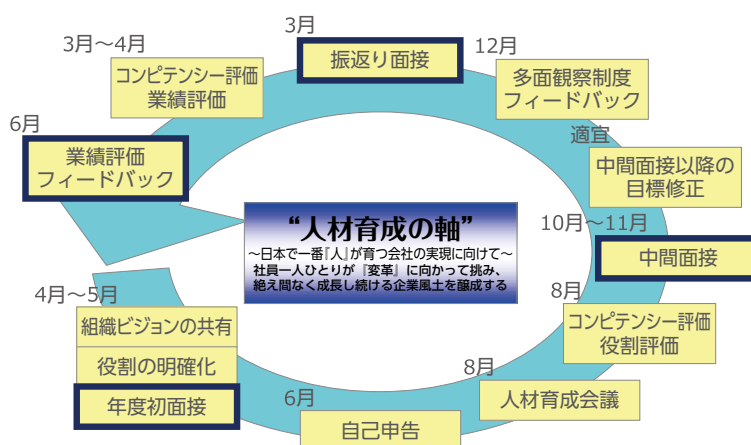 3月
振返り面接
3月～4月
コンピテンシー評価
業績評価
12月
多面観察制度
フィードバック
6月
業績評価
フィードバック
適宜
中間面接以降の
目標修正
“人材育成の軸”
～日本で一番『人』が育つ会社の実現に向けて～
社員一人ひとりが『変革』に向かって挑み、
絶え間なく成長し続ける企業風土を醸成する
10月～11月
中間面接
4月～5月
組織ビジョンの共有
役割の明確化
年度初面接
8月
コンピテンシー評価
役割評価
8月
人材育成会議
6月
自己申告